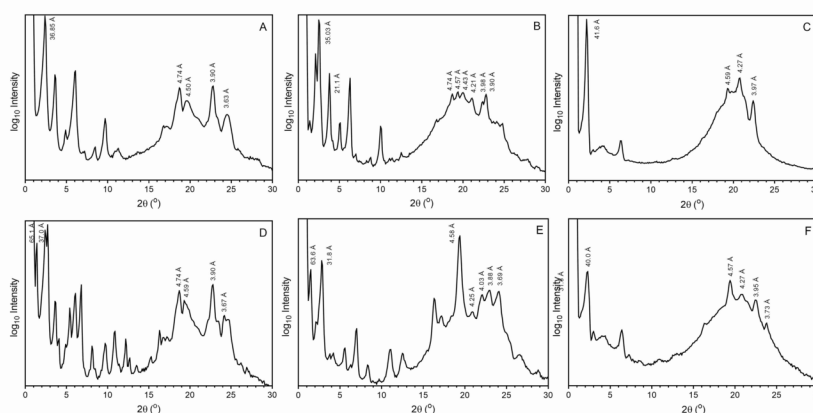 A
36.85 Å
4.74 Å
4.50 Å
3.90 Å
3.63 Å
log10 Intensity
0 5 10 15 20 25 30
2θ (°)
B
35.03 Å
21.1 Å
4.74 Å
4.57 Å
4.43 Å
4.21 Å
3.98 Å
3.90 Å
log10 Intensity
0 5 10 15 20 25 30
2θ (°)
C
41.6 Å
4.59 Å
4.27 Å
3.97 Å
log10 Intensity
0 5 10 15 20 25 30
2θ (°)
D
65.1 Å
37.0 Å
4.74 Å
4.59 Å
3.90 Å
3.67 Å
log10 Intensity
0 5 10 15 20 25 30
2θ (°)
E
63.6 Å
31.8 Å
4.58 Å
4.25 Å
4.03 Å
3.88 Å
3.69 Å
log10 Intensity
0 5 10 15 20 25 30
2θ (°)
F
40.0 Å
4.57 Å
4.27 Å
3.95 Å
3.73 Å
log10 Intensity
0 5 10 15 20 25 30
2θ (°)